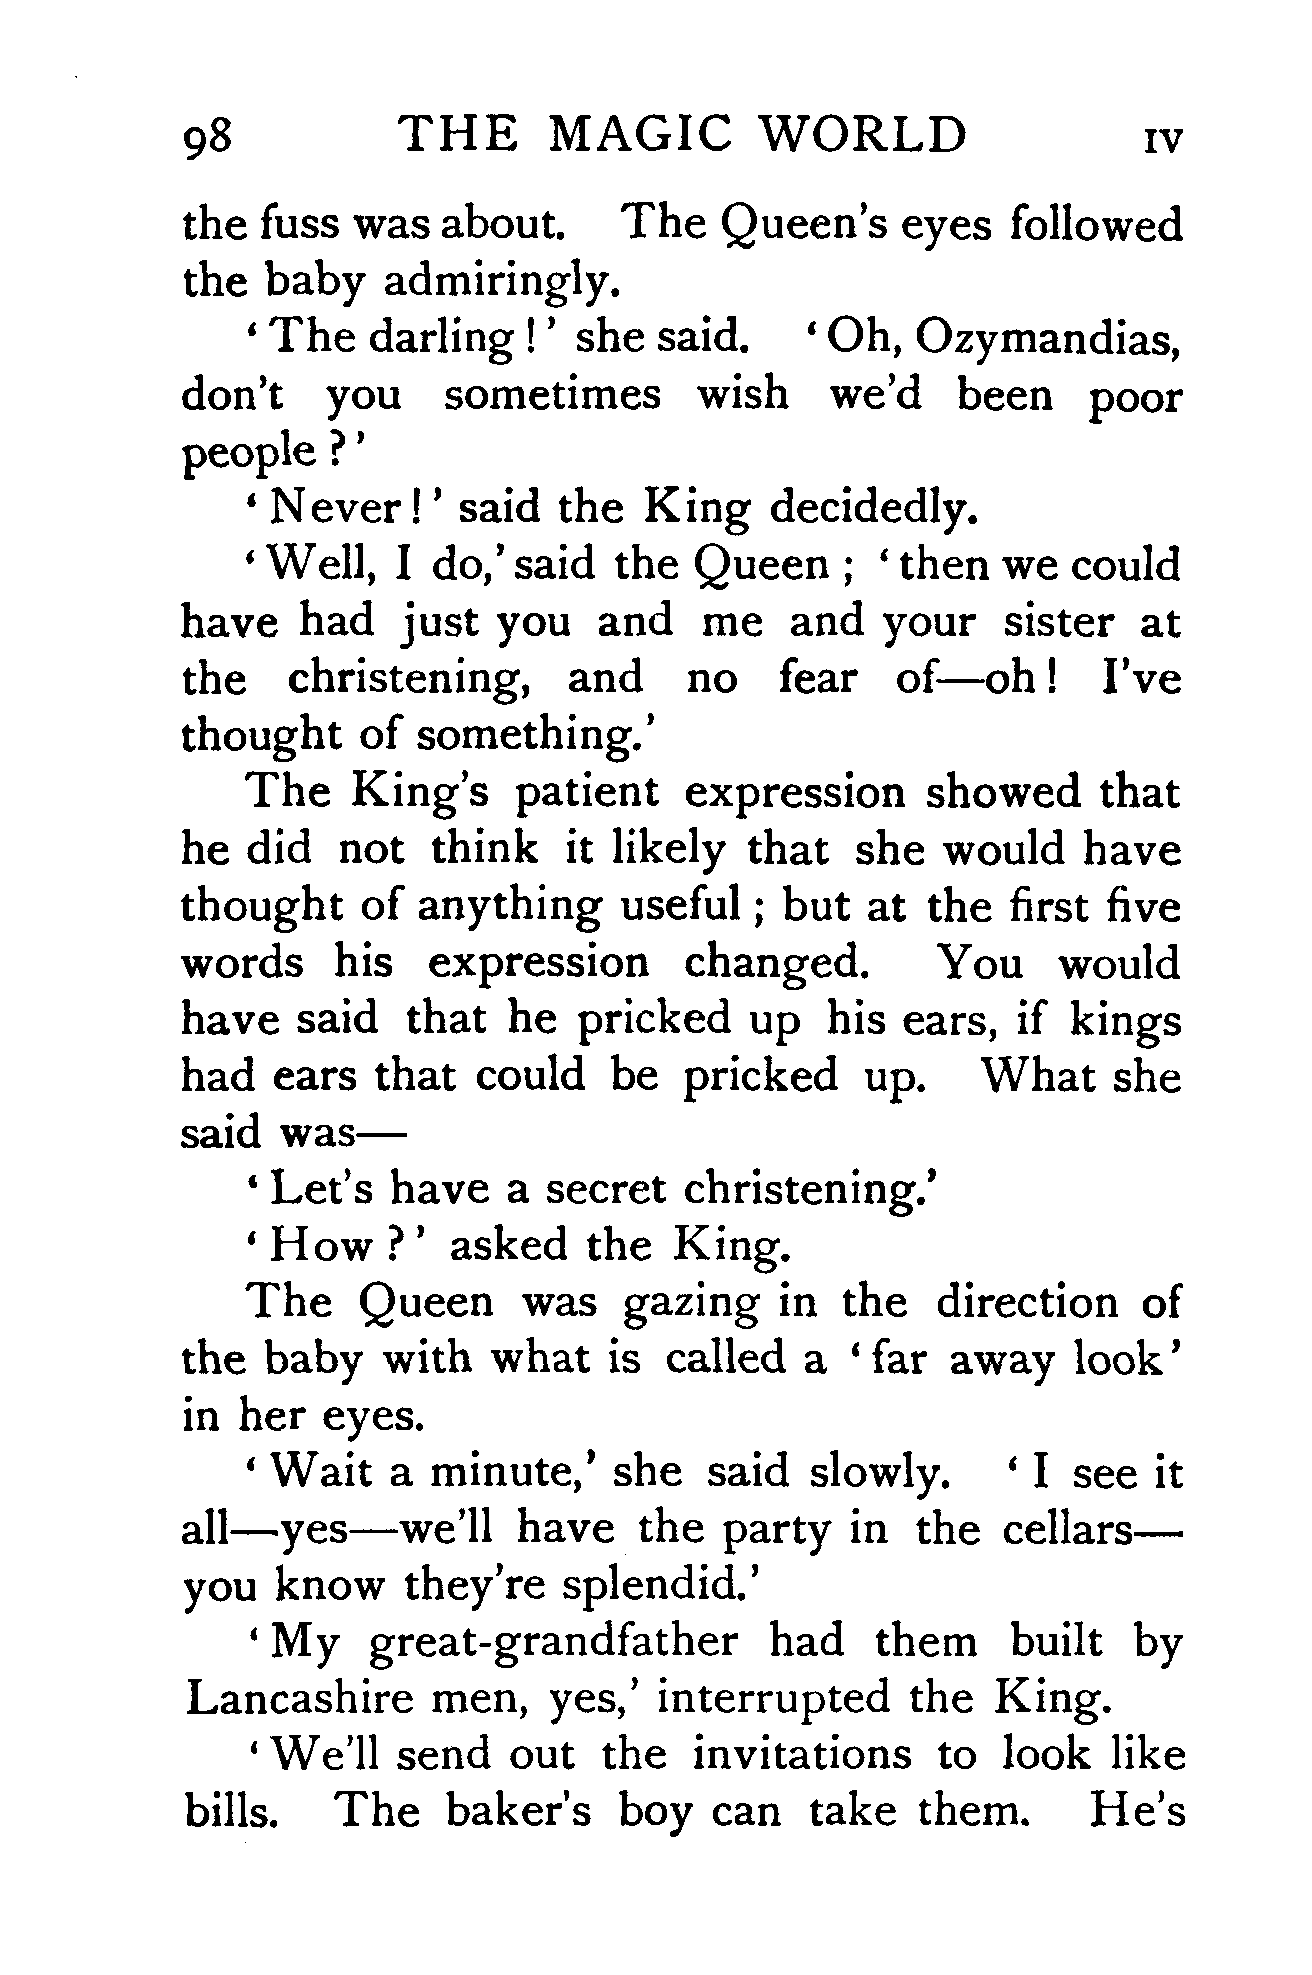 98 THE MAGIC WORLD IV
the fuss was about. The Queen's eyes followed
the baby admiringly.
‘The darling!’ she said. ‘Oh, Ozymandias,
don't you sometimes wish we'd been poor
people?’
‘Never!’ said the King decidedly.
‘Well, I do,’ said the Queen; ‘then we could
have had just you and me and your sister at
the christening, and no fear of—oh! I've
thought of something.’
The King's patient expression showed that
he did not think it likely that she would have
thought of anything useful; but at the first five
words his expression changed. You would
have said that he pricked up his ears, if kings
had ears that could be pricked up. What she
said was—
‘Let's have a secret christening.’
‘How?’ asked the King.
The Queen was gazing in the direction of
the baby with what is called a ‘far away look’
in her eyes.
‘Wait a minute,’ she said slowly. ‘I see it
all—yes—we'll have the party in the cellars—
you know they're splendid.’
‘My great-grandfather had them built by
Lancashire men, yes,’ interrupted the King.
‘We'll send out the invitations to look like
bills. The baker's boy can take them. He's